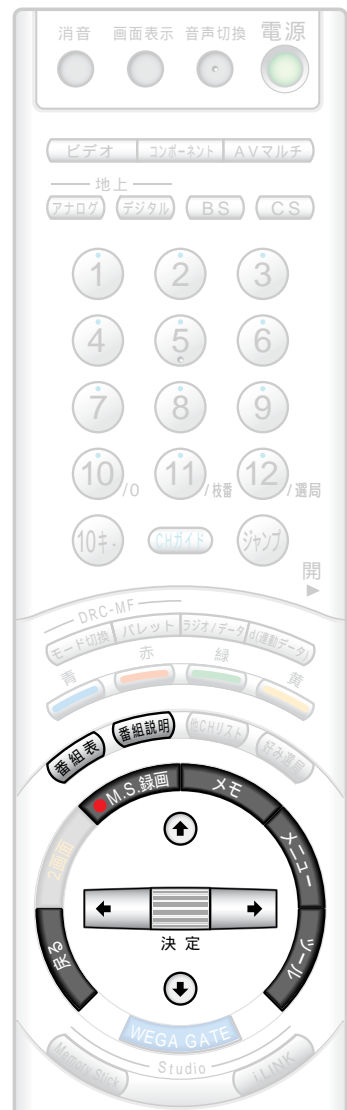 消音 画面表示 音声切換 電源
ビデオ コンポーネント AVマルチ
地上
アナログ デジタル BS CS
1 2 3
4 5 6
7 8 9
10/0 11/枝番 12/選局
10キー CHガイド ジャンプ
開
DRC-MF
モード切換 パレット ラジオ/データ d(連動データ)
青 赤 緑 黄
番組表 番組説明 他CHリスト お好み選局
2画面 M.S.録画 メモ メニュー
決定
戻る ツール
WEGA GATE
Studio
Memory Stick i.LINK